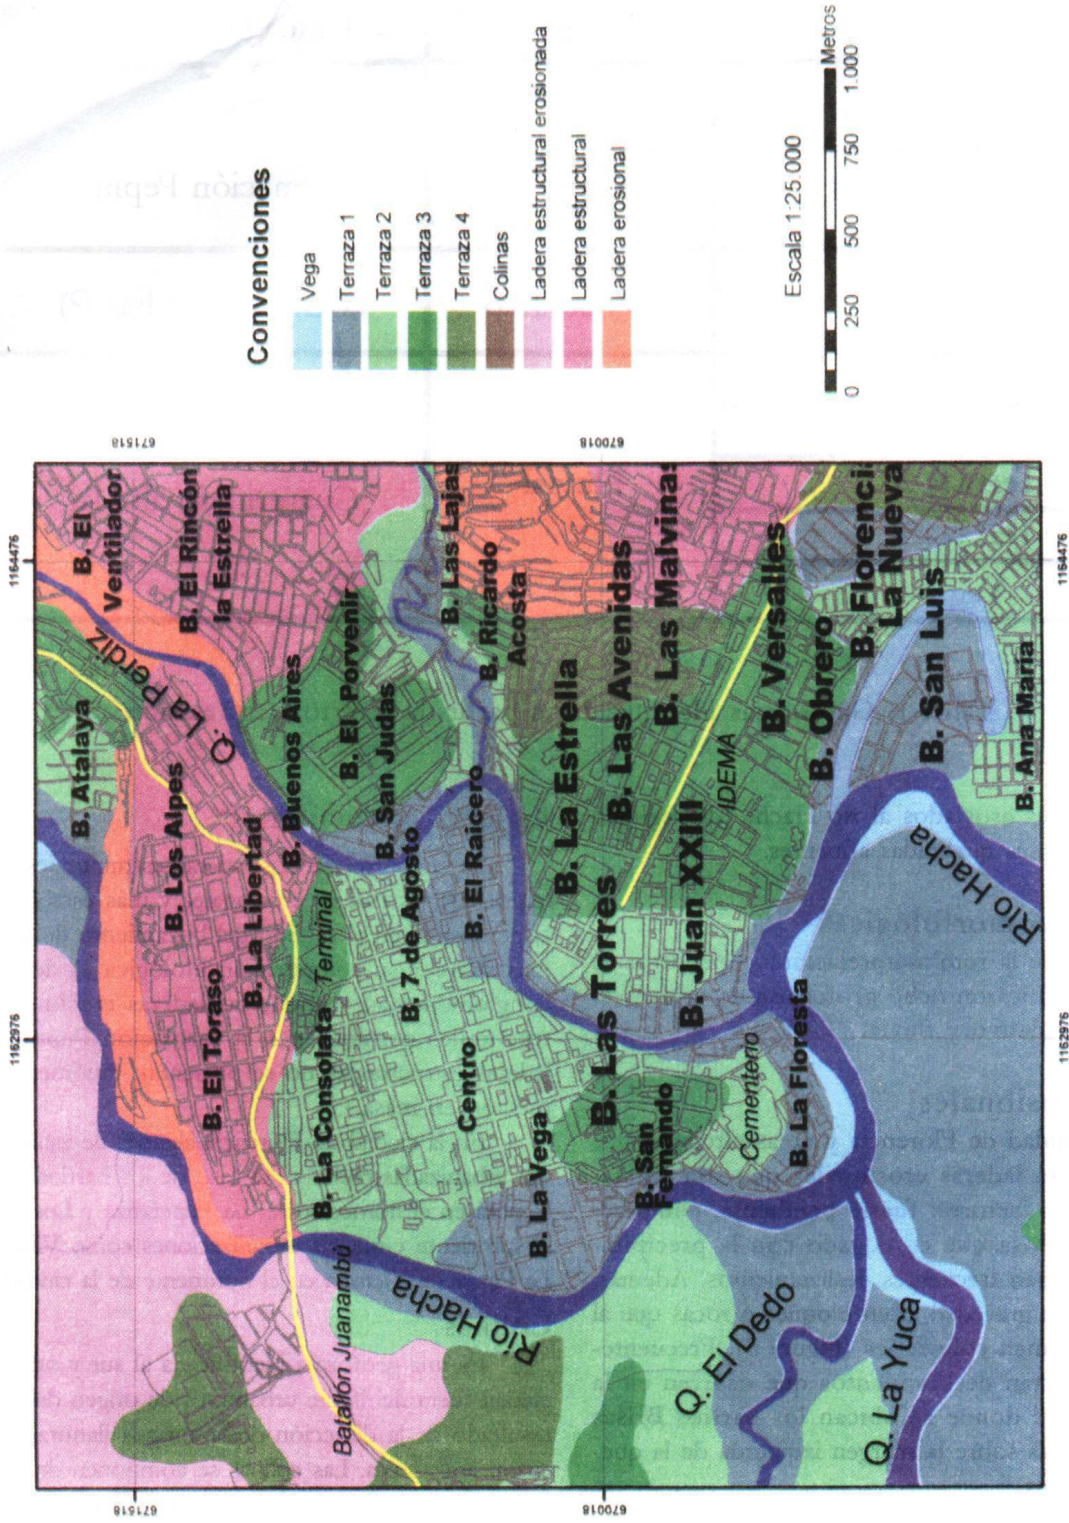 Convenciones
Vega
Terraza 1
Terraza 2
Terraza 3
Terraza 4
Colinas
Ladera estructural erosionada
Ladera estructural
Ladera erosional
Escala 1:25.000
0 250 500 750 1.000
Metros
671518
670018
1162976
1164476
B. Atalaya
B. El
Ventilador
B. El Rincón
la Estrella
Q. La Perdiz
B. Los Alpes
B. El Toraso
B. La Libertad
B. Buenos Aires
B. El Porvenir
B. San Judas
B. Las Lajas
B. Ricardo
Acosta
B. La Consolata
Terminal
B. 7 de Agosto
B. El Raicero
Centro
B. La Vega
Batallón Juanambú
Río Hacha
B. San
Fernando
B. Las Torres
B. La Estrella
B. Las Avenidas
B. Las Malvinas
B. Juan XXIII
IDEMA
B. Versalles
B. Obrero
B. Florencia
La Nueva
B. San Luis
B. Ana María
Cementerio
B. La Floresta
Río Hacha
Q. El Dedo
Q. La Yuca
1162976
1164476
671518
670018